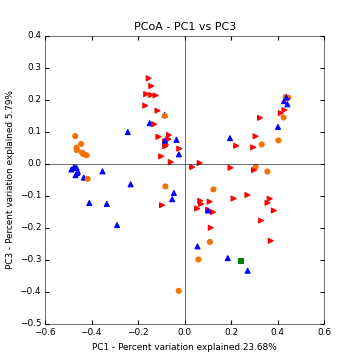 PCoA - PC1 vs PC3
0.4
0.3
0.2
0.1
0.0
−0.1
−0.2
−0.3
−0.4
−0.5
PC3 - Percent variation explained 5.79%
−0.6 −0.4 −0.2 0.0 0.2 0.4 0.6
PC1 - Percent variation explained 23.68%